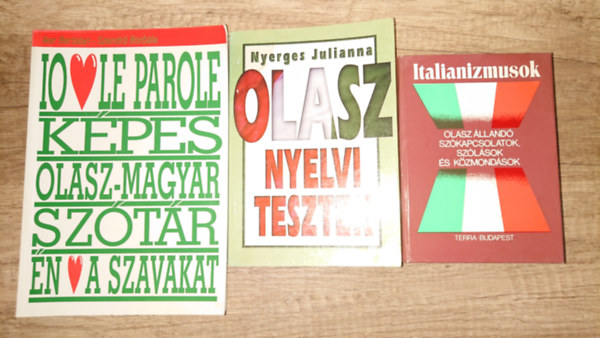 IO ♥ LE PAROLE
KÉPES
OLASZ-MAGYAR
SZÓTÁR
ÉN ♥ A SZAVAKAT
Nyerges Julianna
OLASZ
NYELVI
TESZTEK
Italianizmusok
OLASZ ÁLLANDÓ
SZÓKAPCSOLATOK,
SZÓLÁSOK
ÉS KÖZMONDÁSOK
TERRA · BUDAPEST